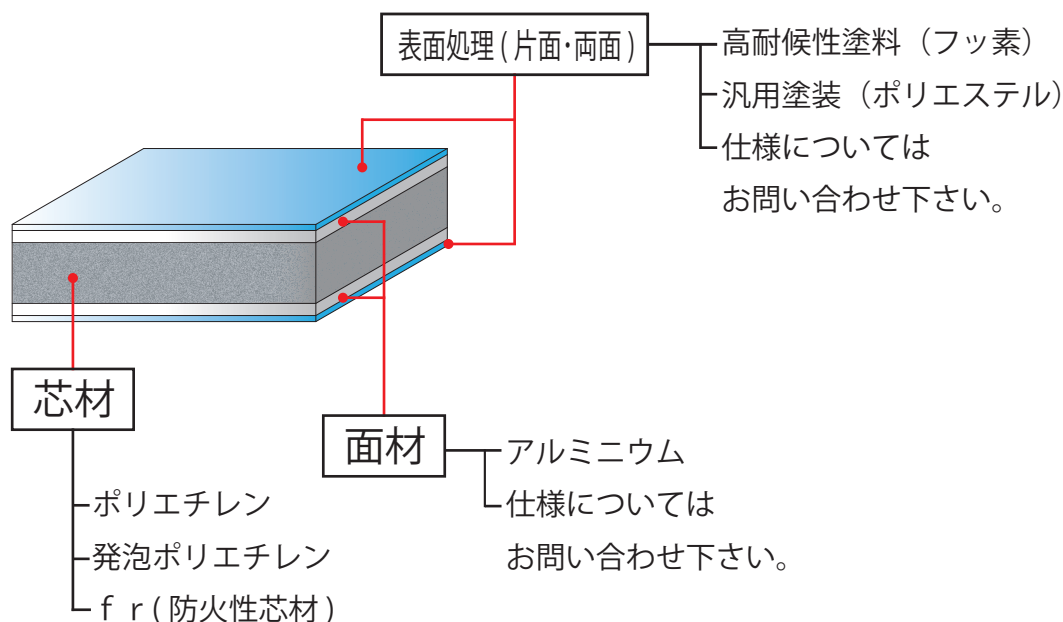 表面処理(片面・両面)
高耐候性塗料（フッ素）
汎用塗装（ポリエステル）
仕様については
お問い合わせ下さい。
芯材
ポリエチレン
発泡ポリエチレン
ｆｒ(防火性芯材)
面材
アルミニウム
仕様については
お問い合わせ下さい。